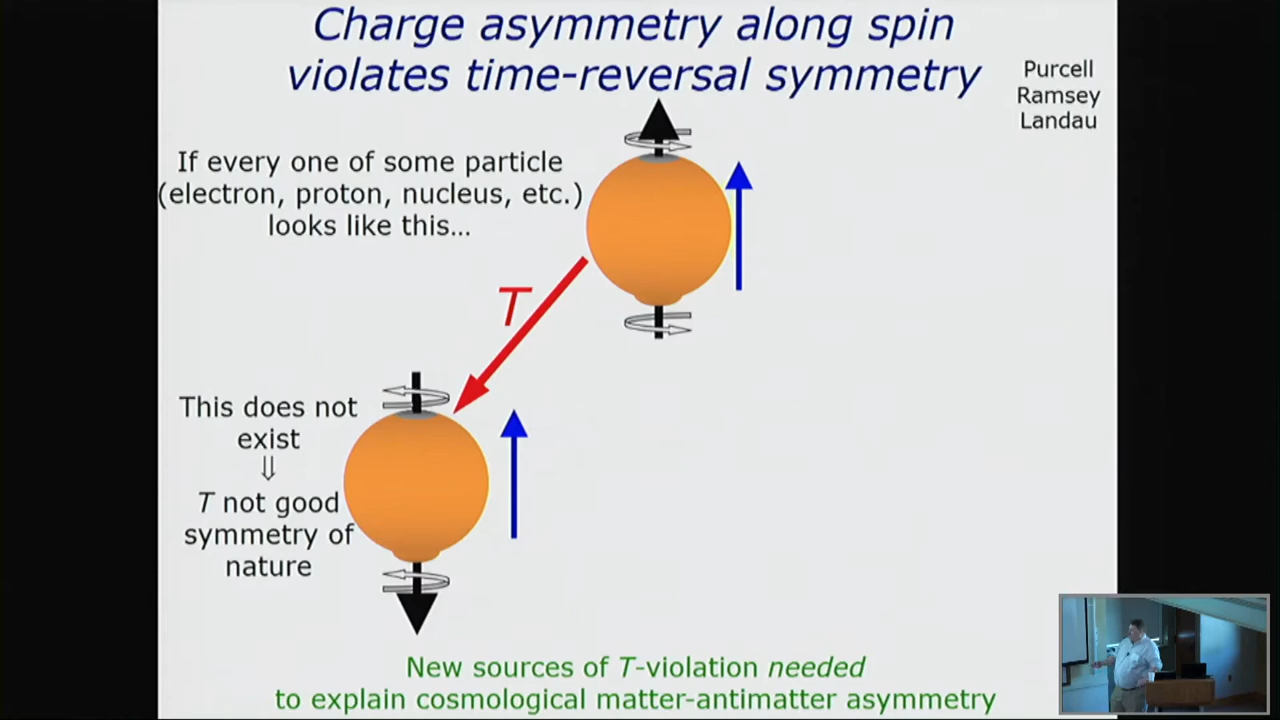 Charge asymmetry along spin
violates time-reversal symmetry
Purcell
Ramsey
Landau
If every one of some particle
(electron, proton, nucleus, etc.)
looks like this...
T
This does not
exist
⇓
T not good
symmetry of
nature
New sources of T-violation needed
to explain cosmological matter-antimatter asymmetry